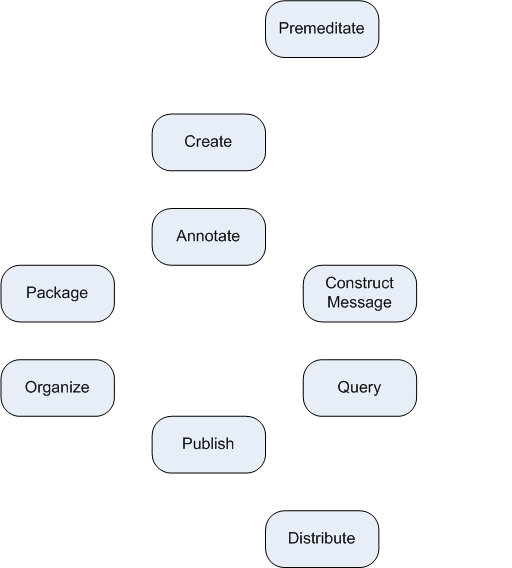 Premeditate
Create
Annotate
Package
Construct
Message
Organize
Query
Publish
Distribute